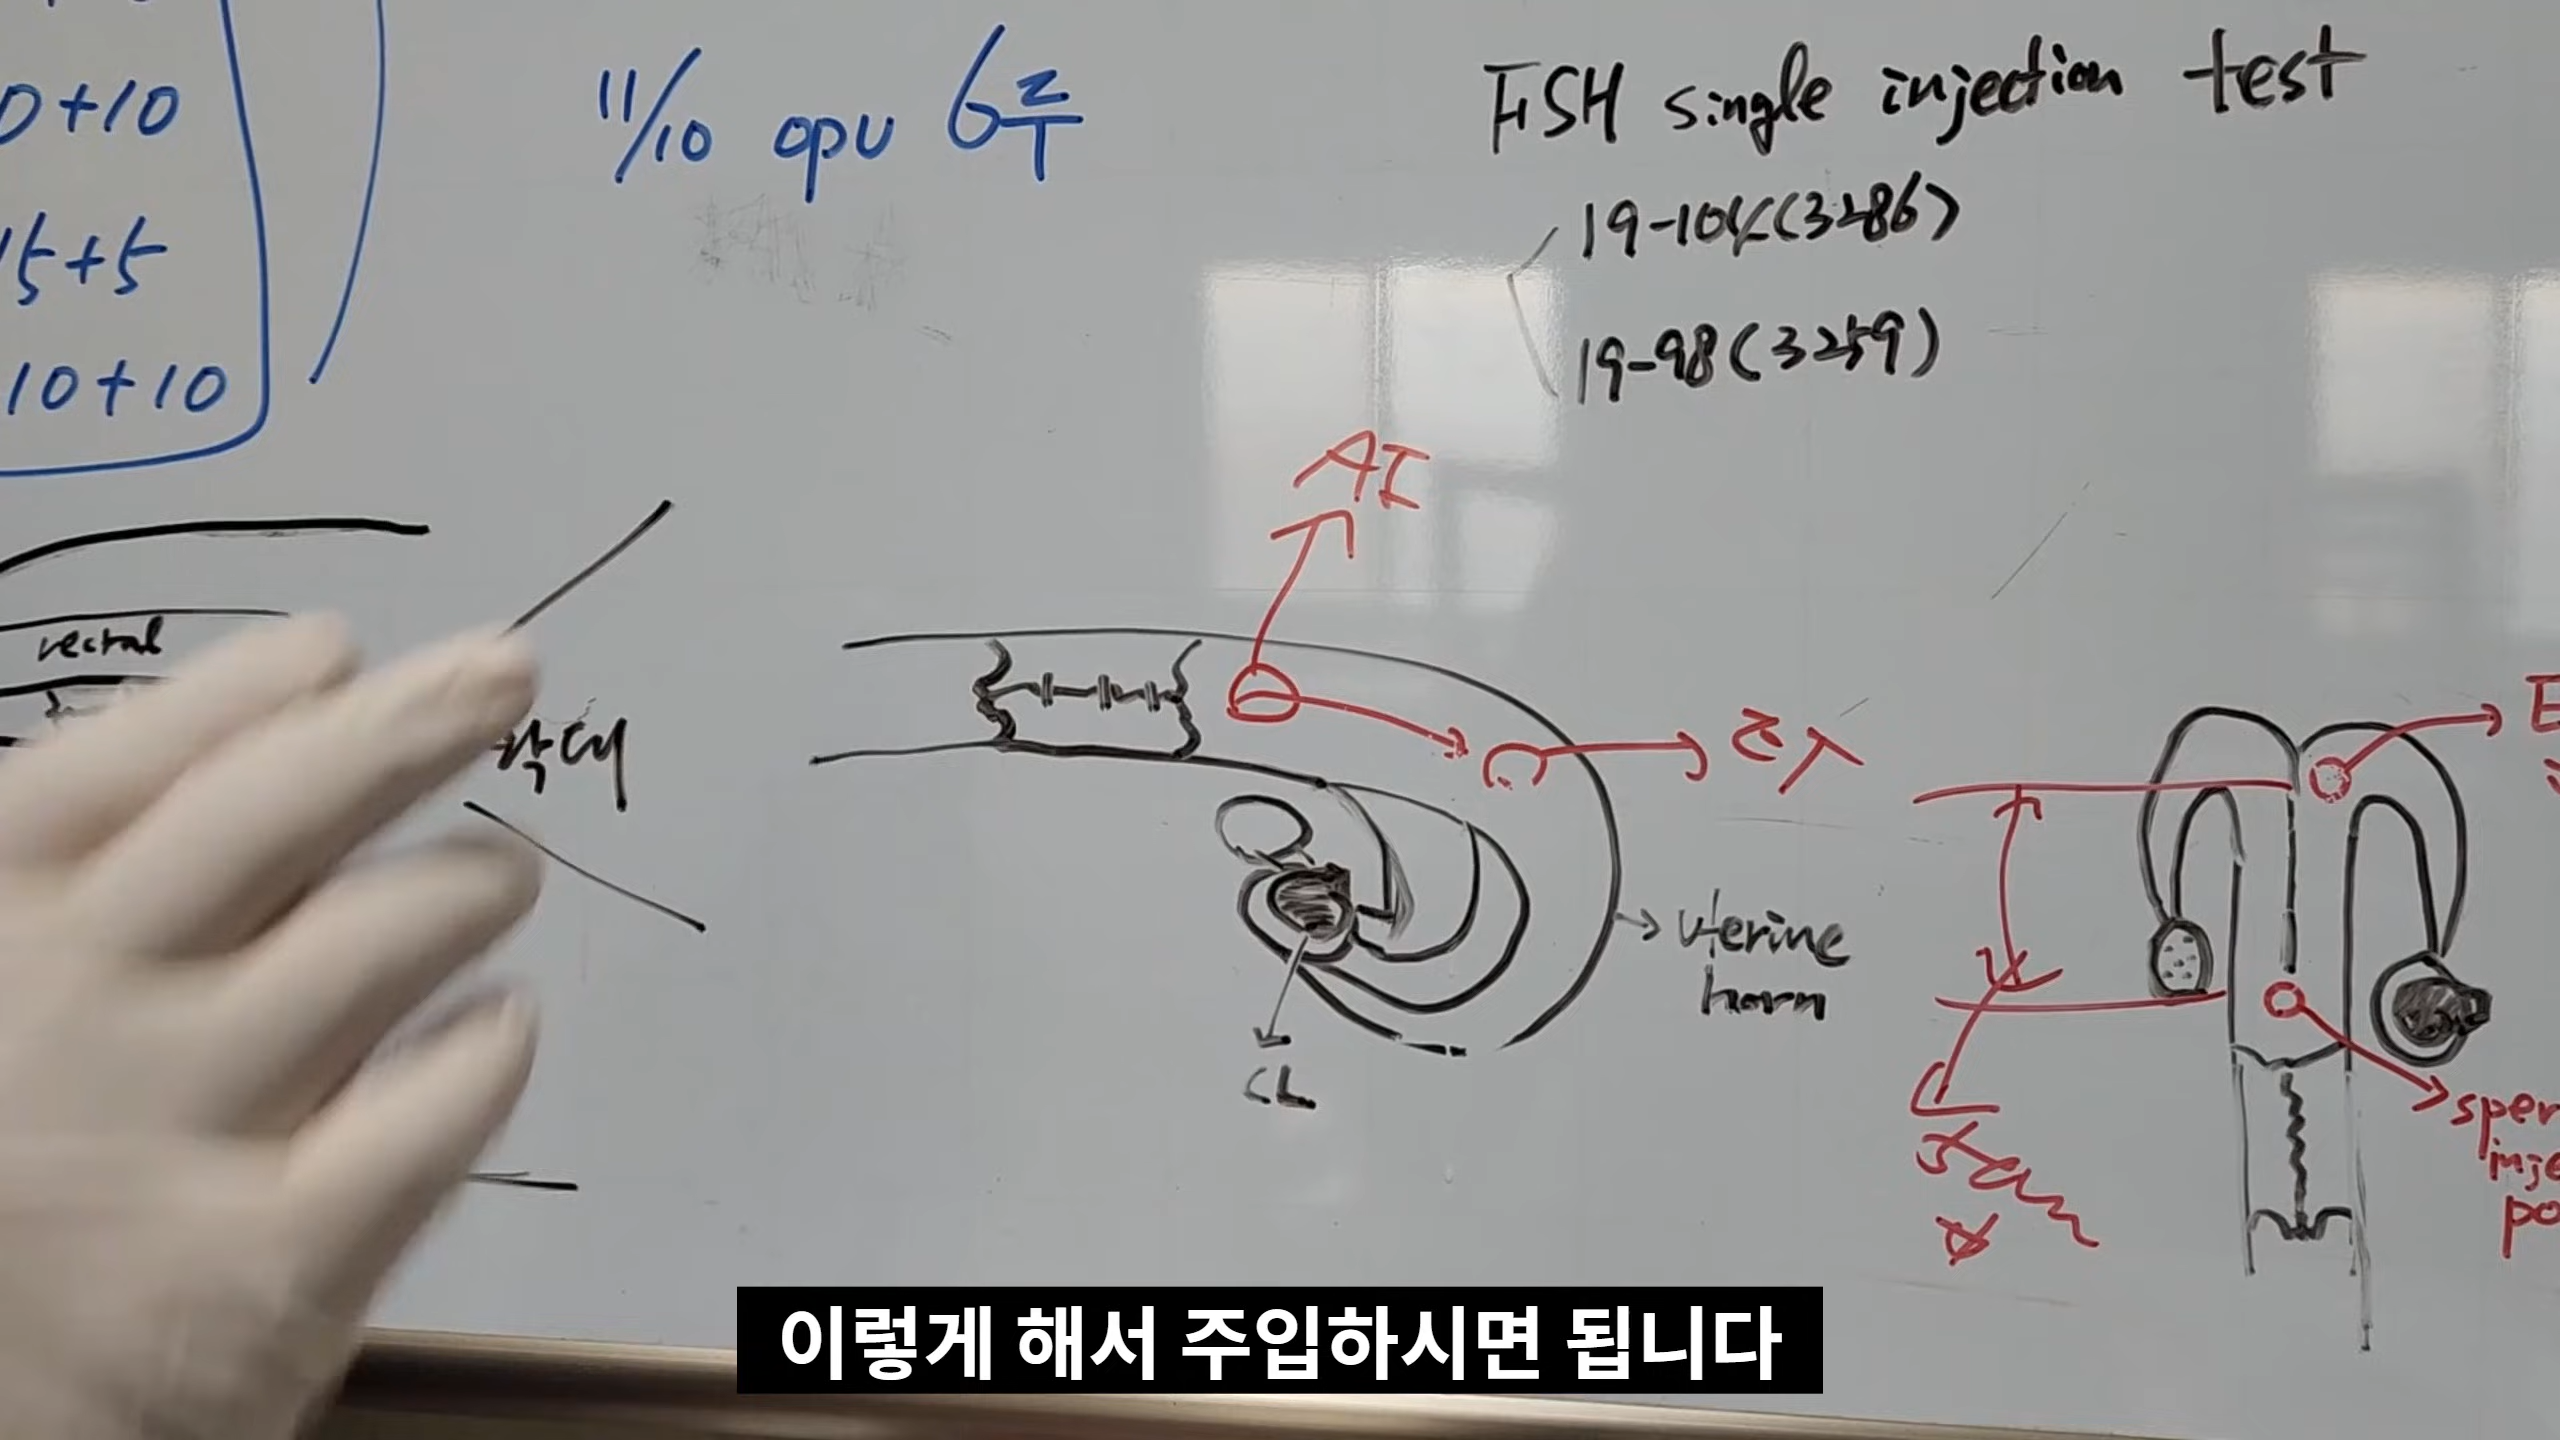 11/10 opu 6주
FSH single injection test
19-104(3286)
19-98(3259)
+10
15+5
10+10
AI
rectal
ET
uterine
horn
CL
이렇게 해서 주입하시면 됩니다